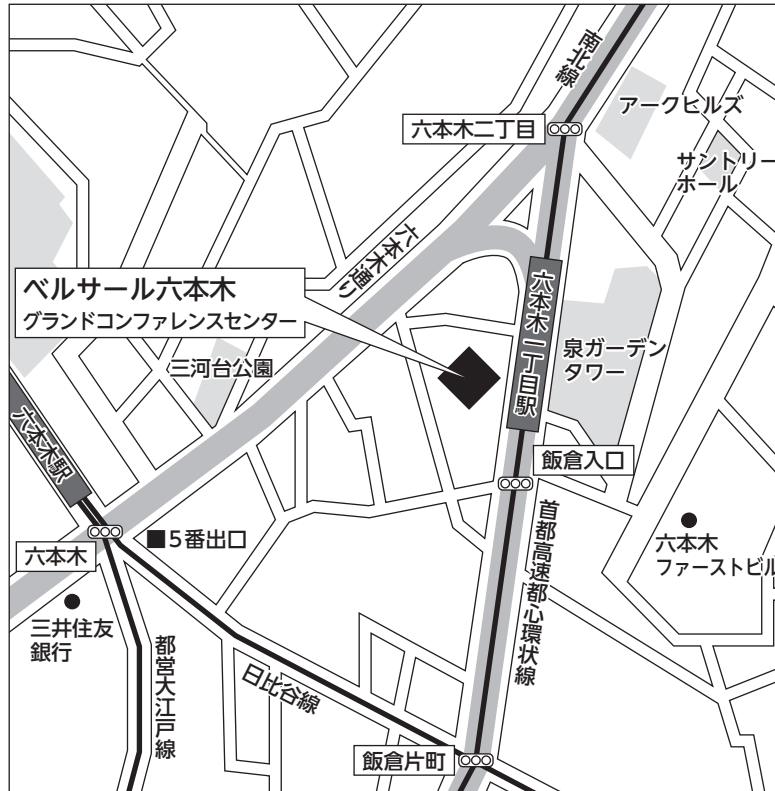 南北線
アークヒルズ
六本木二丁目
サントリー
ホール
六本木通り
ベルサール六本木
グランドコンファレンスセンター
六本木一丁目駅
泉ガーデン
タワー
三河台公園
六本木駅
飯倉入口
5番出口
六本木
六本木
ファーストビル
首都高速都心環状線
三井住友
銀行
都営大江戸線
日比谷線
飯倉片町